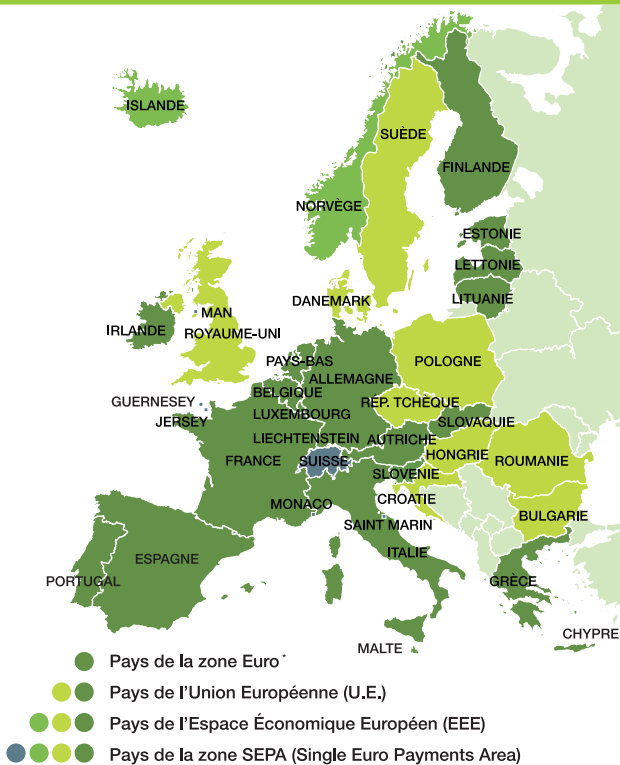 ISLANDE
SUÈDE
FINLANDE
NORVÈGE
ESTONIE
LETTONIE
LITUANIE
DANEMARK
MAN
IRLANDE
ROYAUME-UNI
PAYS-BAS
POLOGNE
ALLEMAGNE
BELGIQUE
GUERNESEY
RÉP. TCHÈQUE
JERSEY
LUXEMBOURG
SLOVAQUIE
LIECHTENSTEIN
AUTRICHE
HONGRIE
FRANCE
SUISSE
ROUMANIE
SLOVENIE
CROATIE
MONACO
BULGARIE
SAINT MARIN
ITALIE
ESPAGNE
PORTUGAL
GRÈCE
CHYPRE
MALTE
Pays de la zone Euro*
Pays de l'Union Européenne (U.E.)
Pays de l'Espace Économique Européen (EEE)
Pays de la zone SEPA (Single Euro Payments Area)